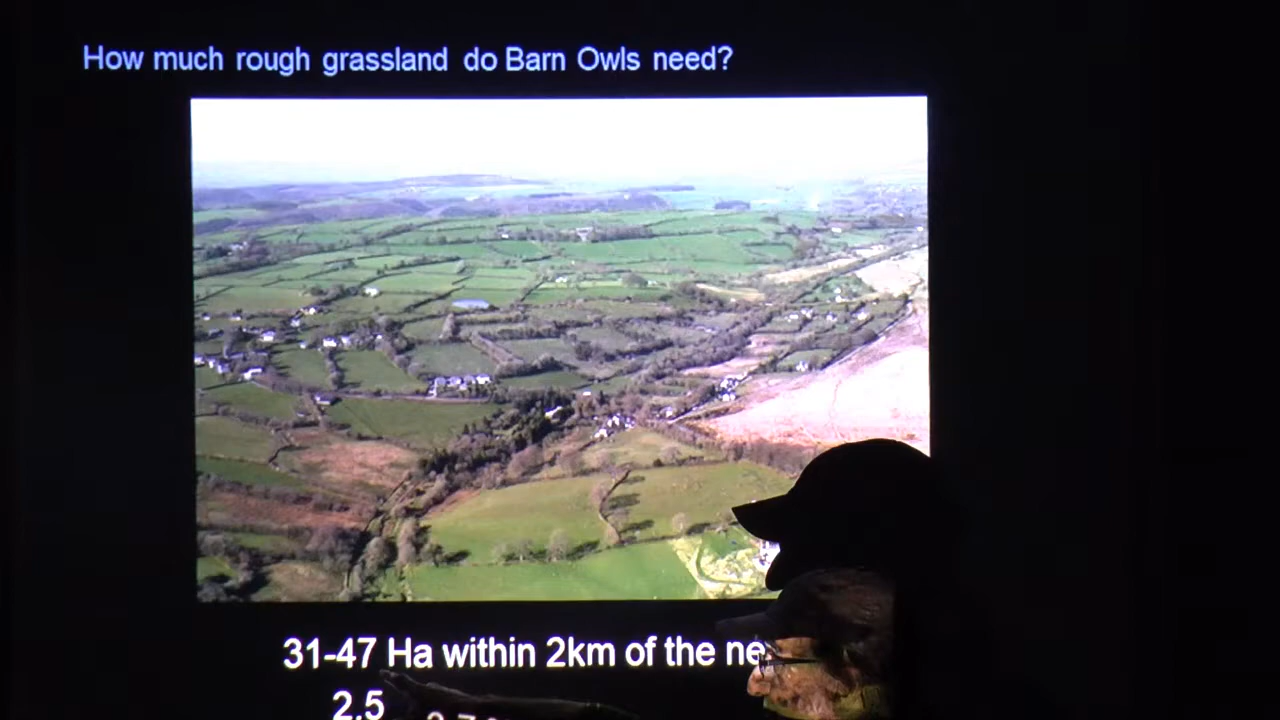 How much rough grassland do Barn Owls need?
31-47 Ha within 2km of the
2.5